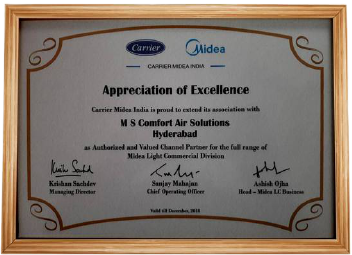 Carrier Midea
CARRIER MIDEA INDIA
Appreciation of Excellence
Carrier Midea India is proud to extend its association with
M S Comfort Air Solutions
Hyderabad
as Authorized and Valued Channel Partner for the full range of
Midea Light Commercial Division
Krishan Sachdev Sanjay Mahajan Ashish Ojha
Managing Director Chief Operating Officer Head – Midea LC Business
Valid till December, 2018